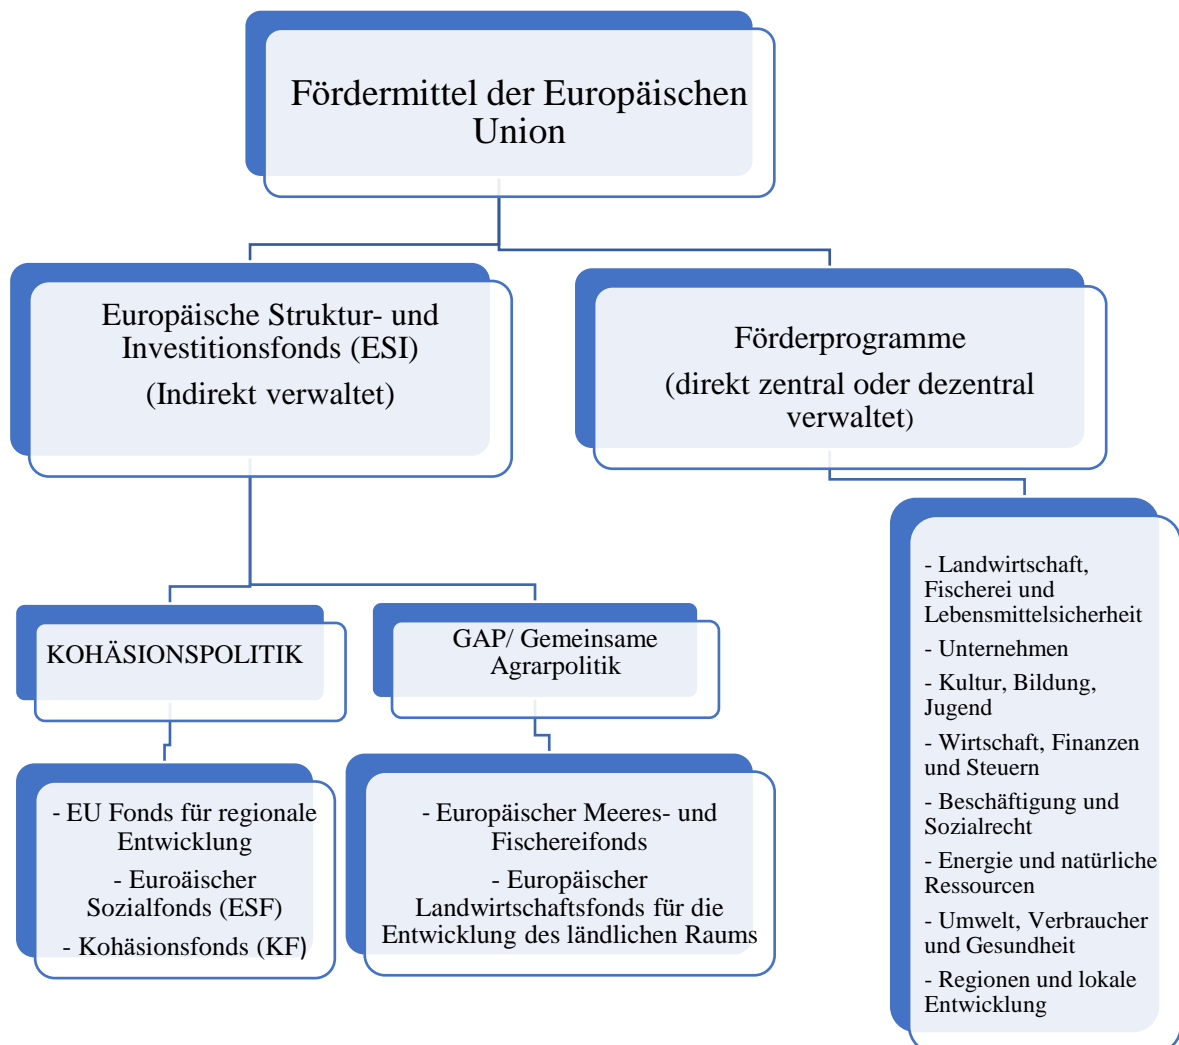 Fördermittel der Europäischen
Union
Europäische Struktur- und
Investitionsfonds (ESI)
(Indirekt verwaltet)
Förderprogramme
(direkt zentral oder dezentral
verwaltet)
KOHÄSIONSPOLITIK
GAP/ Gemeinsame
Agrarpolitik
- EU Fonds für regionale
Entwicklung
- Euroäischer
Sozialfonds (ESF)
- Kohäsionsfonds (KF)
- Europäischer Meeres- und
Fischereifonds
- Europäischer
Landwirtschaftsfonds für die
Entwicklung des ländlichen Raums
- Landwirtschaft,
Fischerei und
Lebensmittelsicherheit
- Unternehmen
- Kultur, Bildung,
Jugend
- Wirtschaft, Finanzen
und Steuern
- Beschäftigung und
Sozialrecht
- Energie und natürliche
Ressourcen
- Umwelt, Verbraucher
und Gesundheit
- Regionen und lokale
Entwicklung